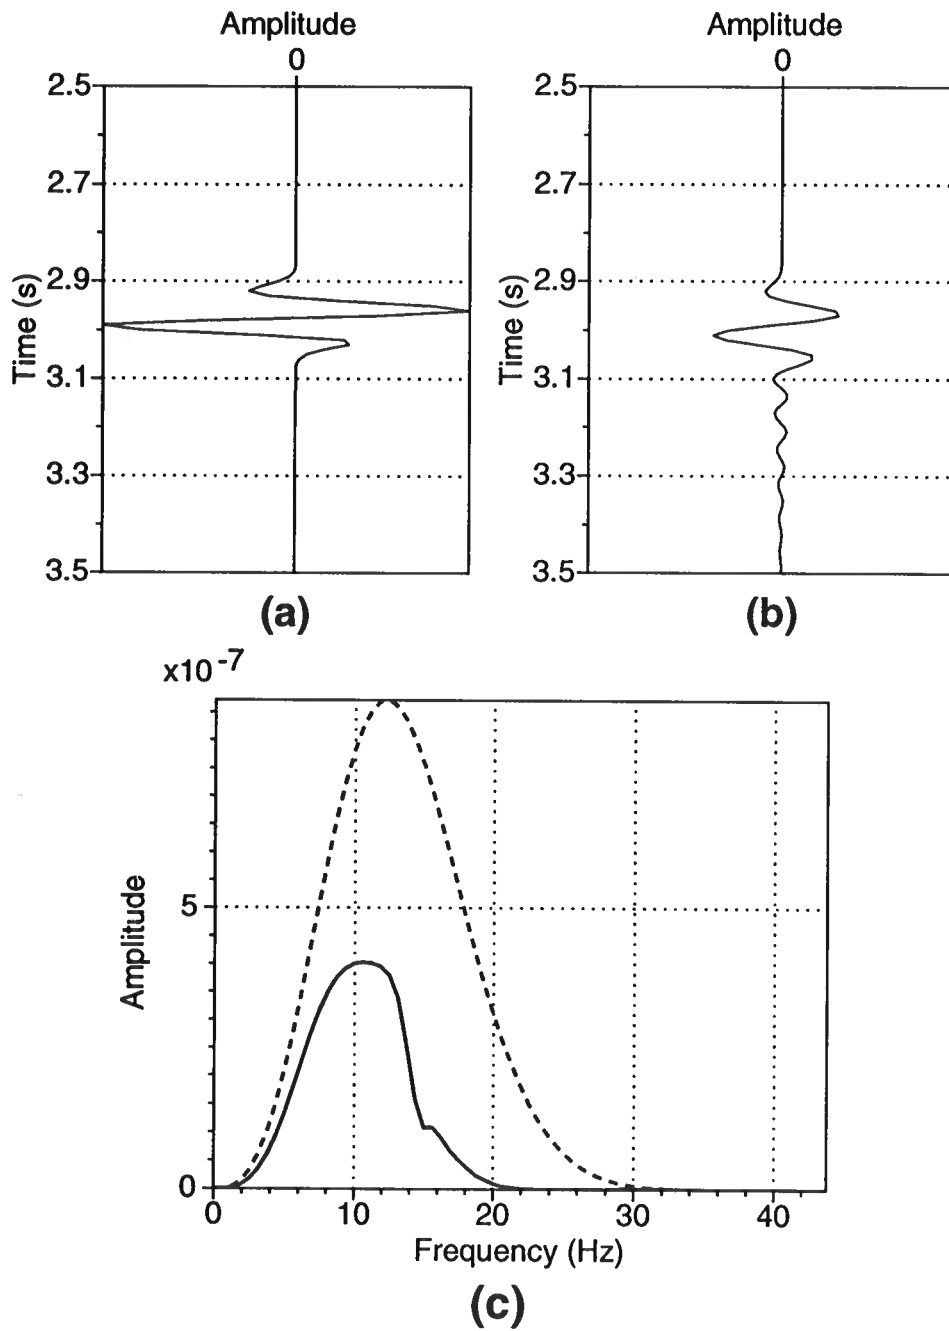 Amplitude Amplitude
0 0
2.5 2.5
2.7 2.7
2.9 2.9
Time (s) Time (s)
3.1 3.1
3.3 3.3
3.5 3.5
(a) (b)
x10 -7
Amplitude
5
0
0 10 20 30 40
Frequency (Hz)
(c)